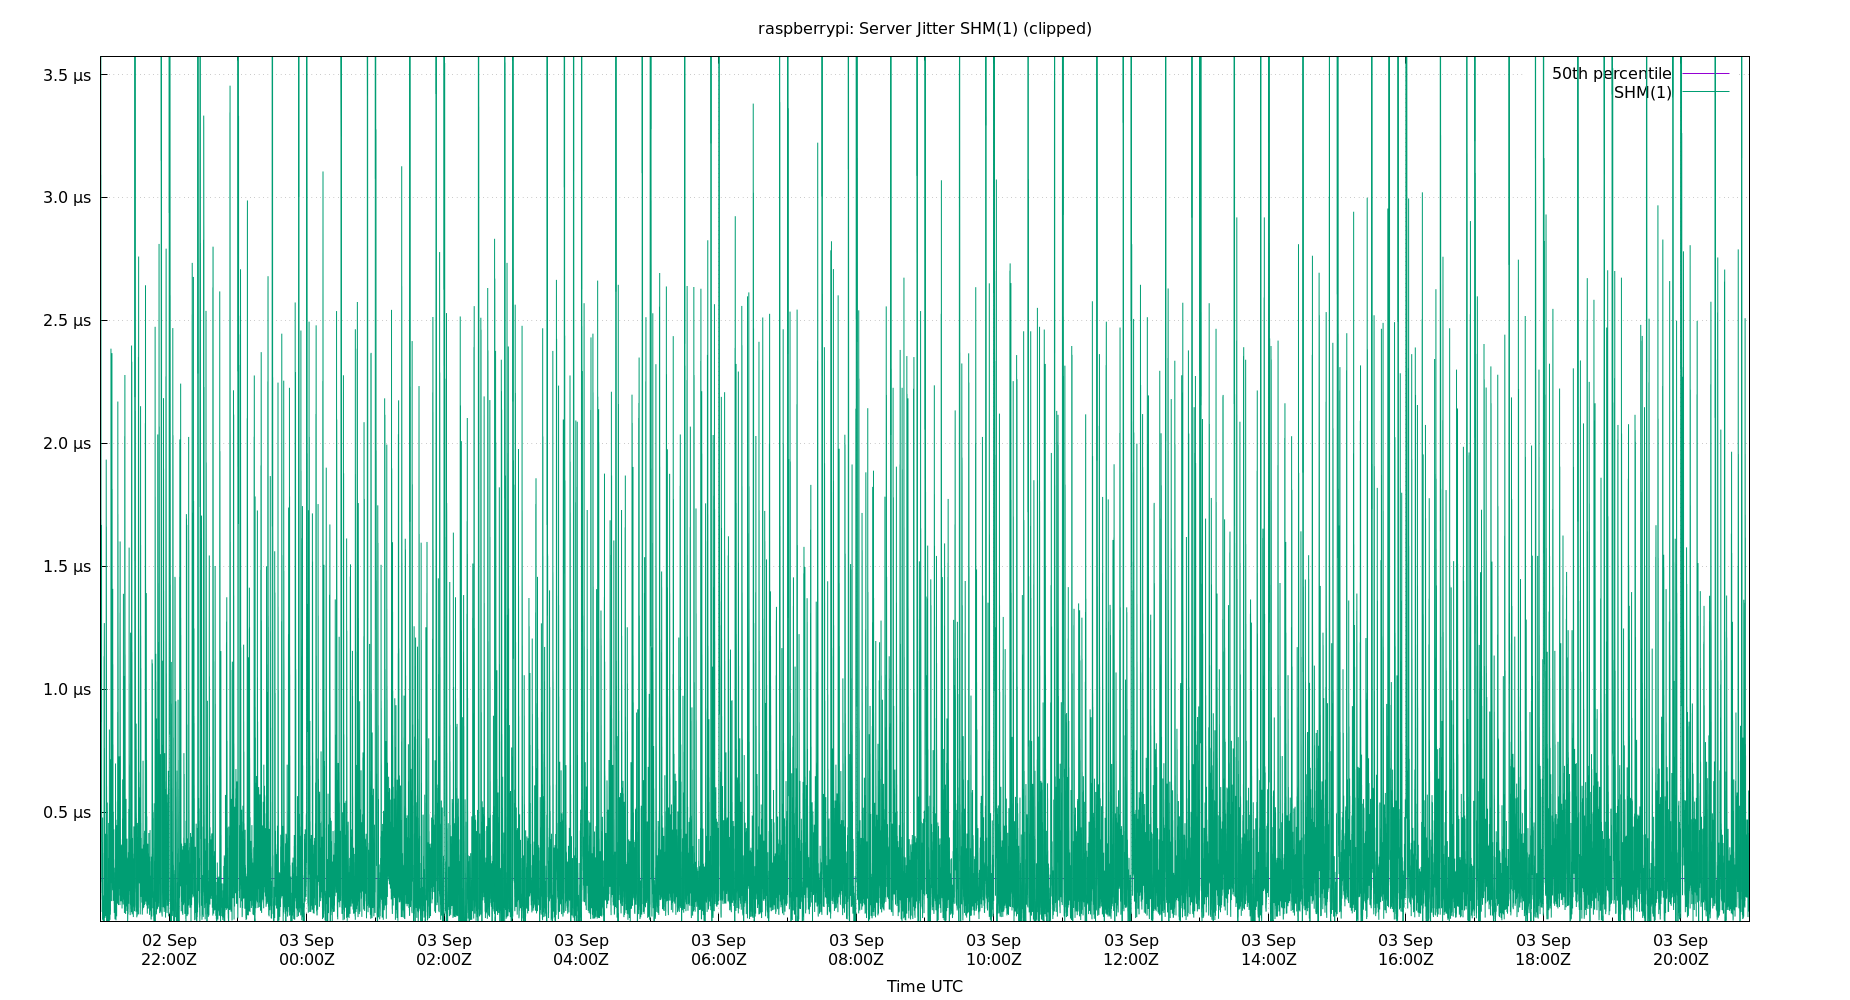 raspberrypi: Server Jitter SHM(1) (clipped)
3.5 μs
3.0 μs
2.5 μs
2.0 μs
1.5 μs
1.0 μs
0.5 μs
50th percentile
SHM(1)
02 Sep 03 Sep 03 Sep 03 Sep 03 Sep 03 Sep 03 Sep 03 Sep 03 Sep 03 Sep 03 Sep 03 Sep
22:00Z 00:00Z 02:00Z 04:00Z 06:00Z 08:00Z 10:00Z 12:00Z 14:00Z 16:00Z 18:00Z 20:00Z
Time UTC